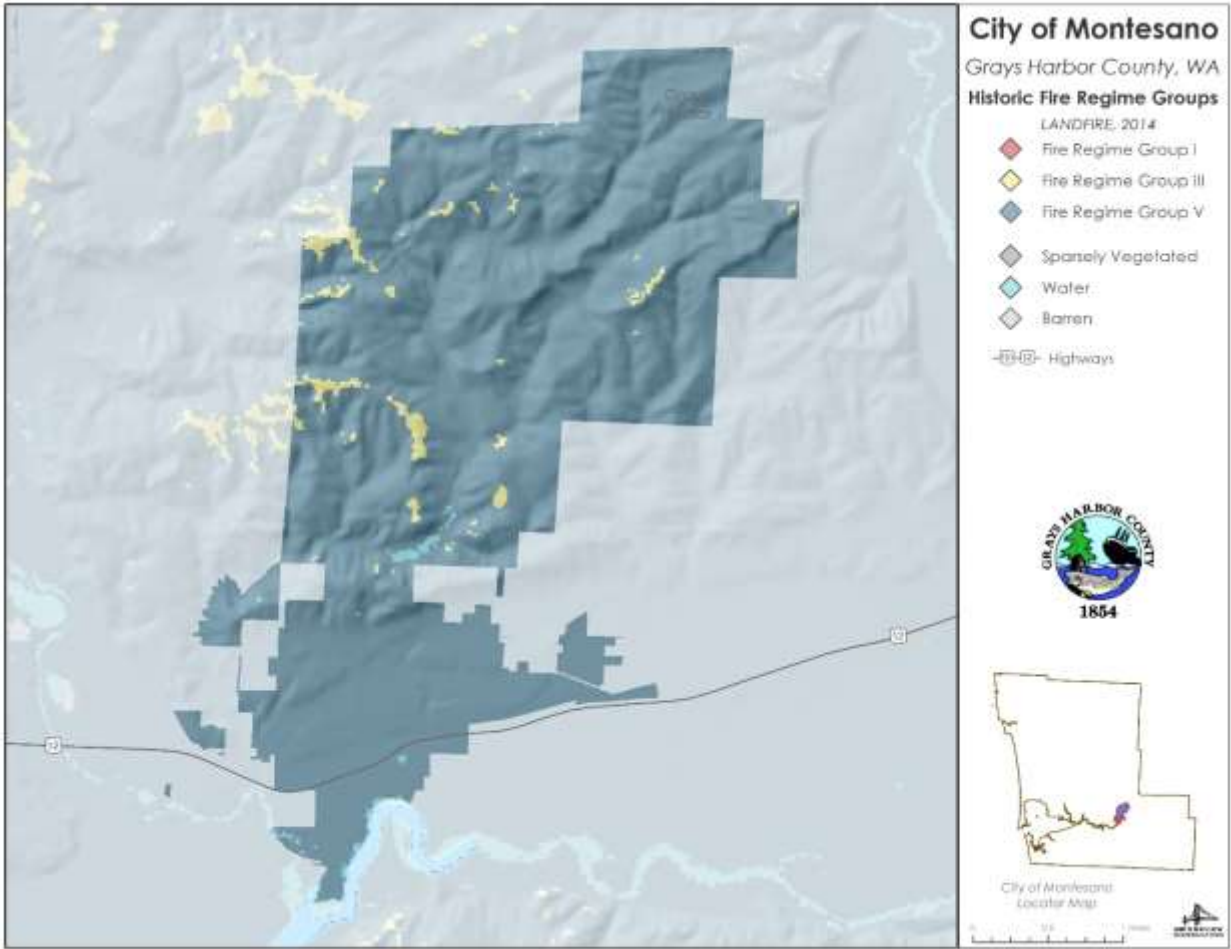 City of Montesano
Grays Harbor County, WA
Historic Fire Regime Groups
LANDFIRE, 2014
Fire Regime Group I
Fire Regime Group III
Fire Regime Group V
Sparsely Vegetated
Water
Barren
Highways
12
12
GRAYS HARBOR COUNTY
1854
City of Montesano
Locator Map